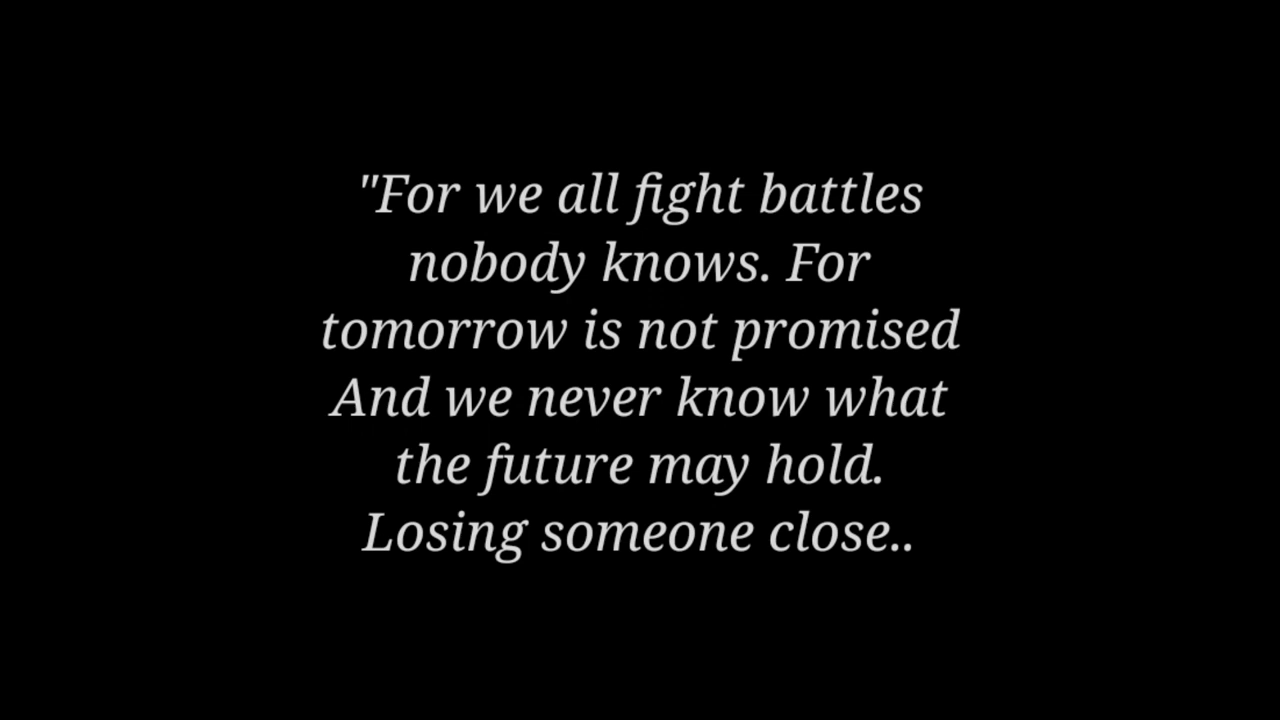 "For we all fight battles
nobody knows. For
tomorrow is not promised
And we never know what
the future may hold.
Losing someone close..